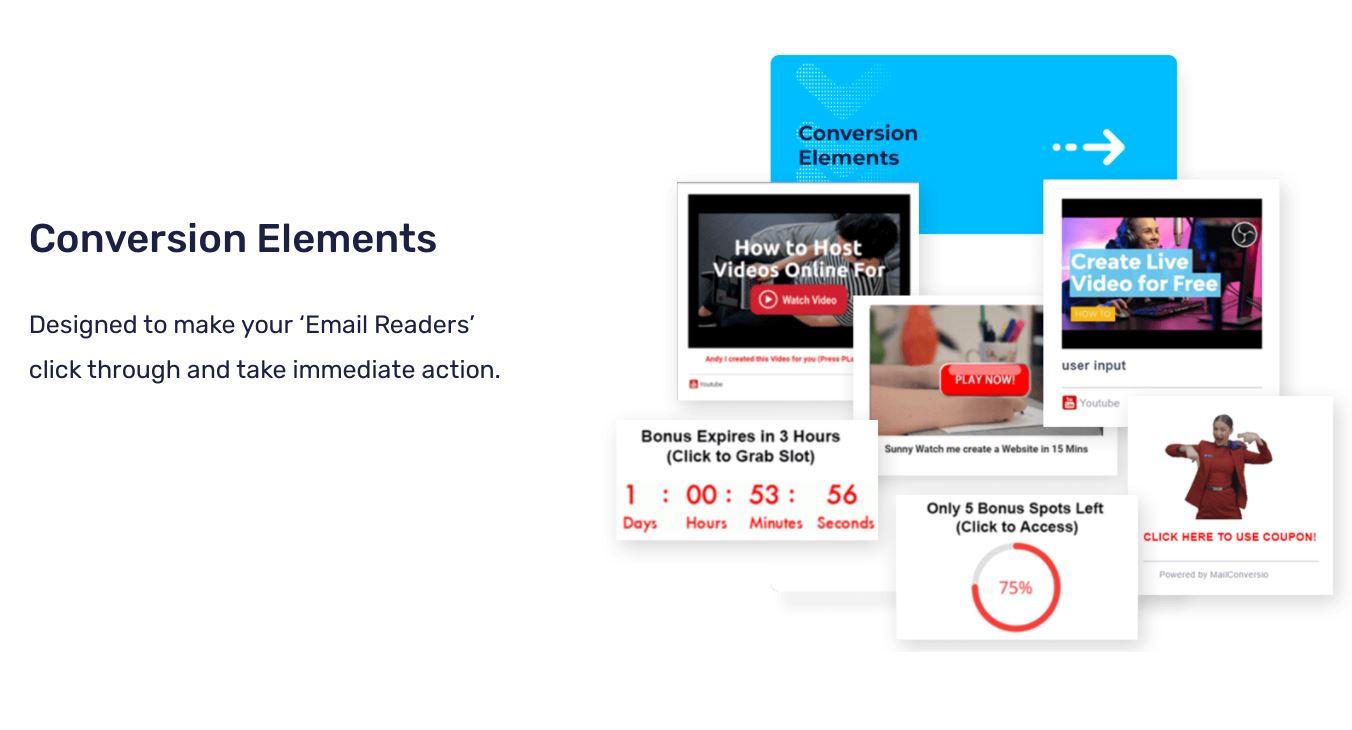 Conversion Elements
Designed to make your ‘Email Readers’
click through and take immediate action.
Conversion
Elements
How to Host
Videos Online For
Watch Video
Andy I created this Video for you (Press
Youtube
Create Live
Video for Free
HOW TO
user input
You
Tube
Youtube
PLAY NOW!
Sunny Watch me create a Website in 15 Mins
Bonus Expires in 3 Hours
(Click to Grab Slot)
1 : 00 : 53 : 56
Days Hours Minutes Seconds
Only 5 Bonus Spots Left
(Click to Access)
75%
CLICK HERE TO USE COUPON!
Powered by MailConversio